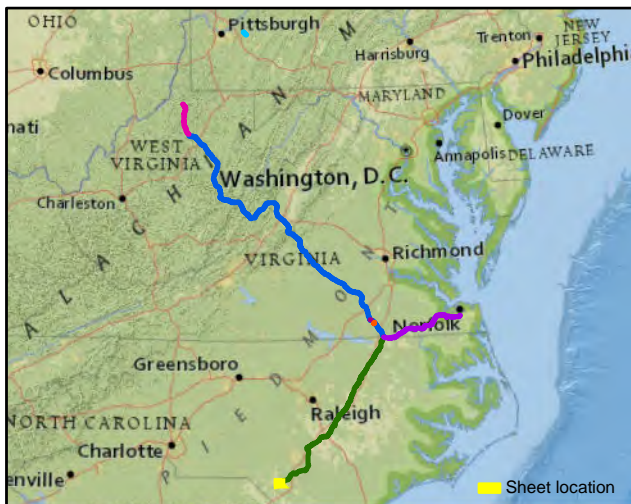 OHIO
Pittsburgh
NEW
JERSEY
Trenton
Harrisburg
Philadelphia
Columbus
MARYLAND
Dover
nati
WEST
VIRGINIA
Annapolis
DELAWARE
Washington, D.C.
Charleston
Richmond
VIRGINIA
A L A C H I A N M
P I E D M O N T
Norfolk
Greensboro
Raleigh
NORTH CAROLINA
Charlotte
enville
Sheet location